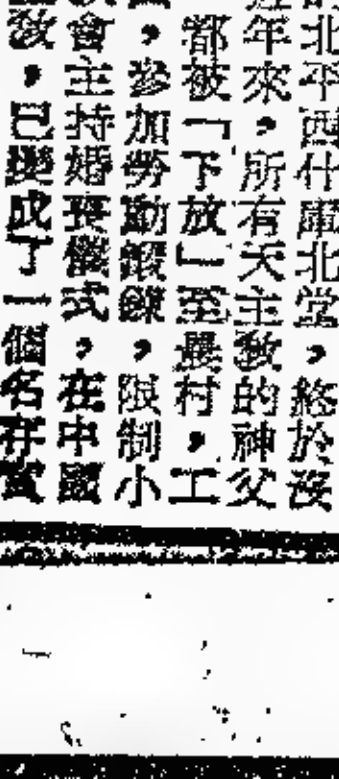 北平西什庫北堂，終於沒
年來，所有天主教的神父
都被「下放」至農村，工
，參加勞動鍛鍊，限制小
會主持婚喪儀式，在中國
教，已變成了一個名存實